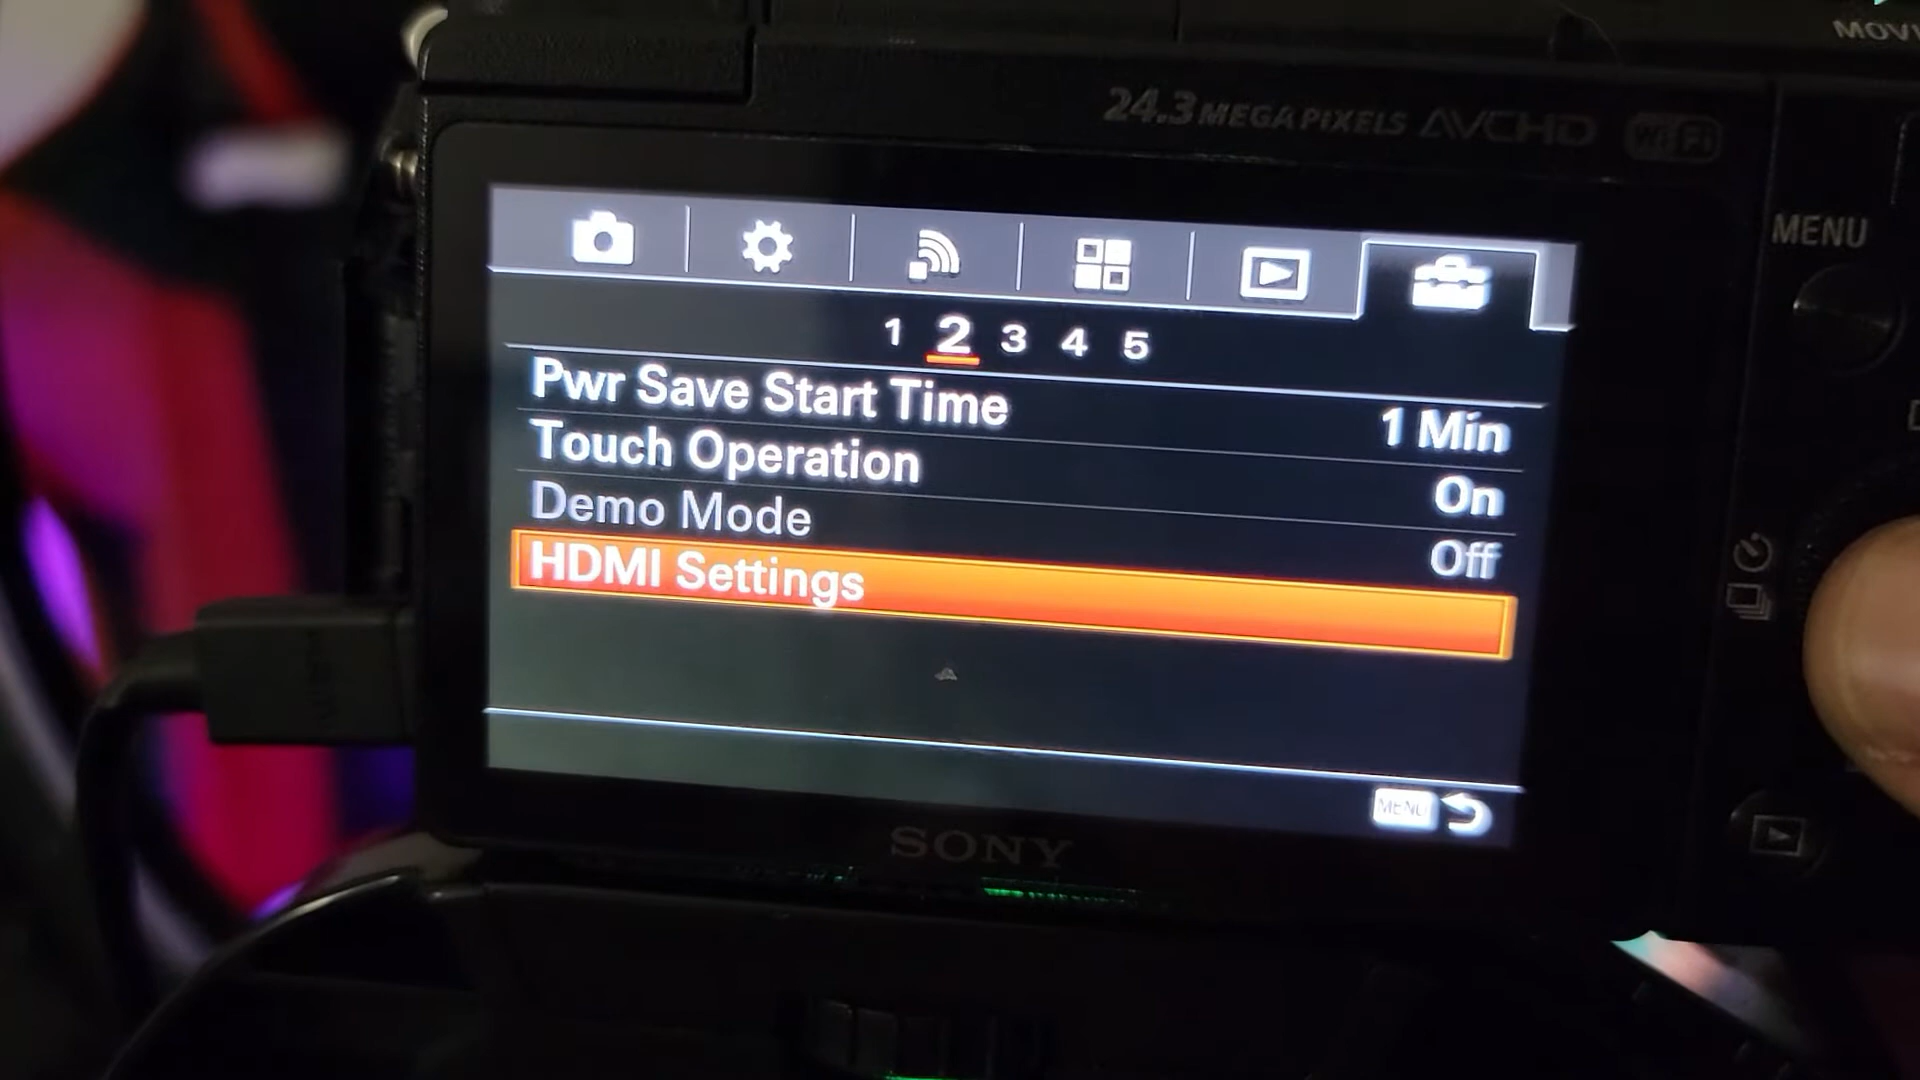 MOVI
24.3 MEGA PIXELS AVCHD Wi Fi
MENU
1 2 3 4 5
Pwr Save Start Time 1 Min
Touch Operation On
Demo Mode Off
HDMI Settings
MENU
SONY